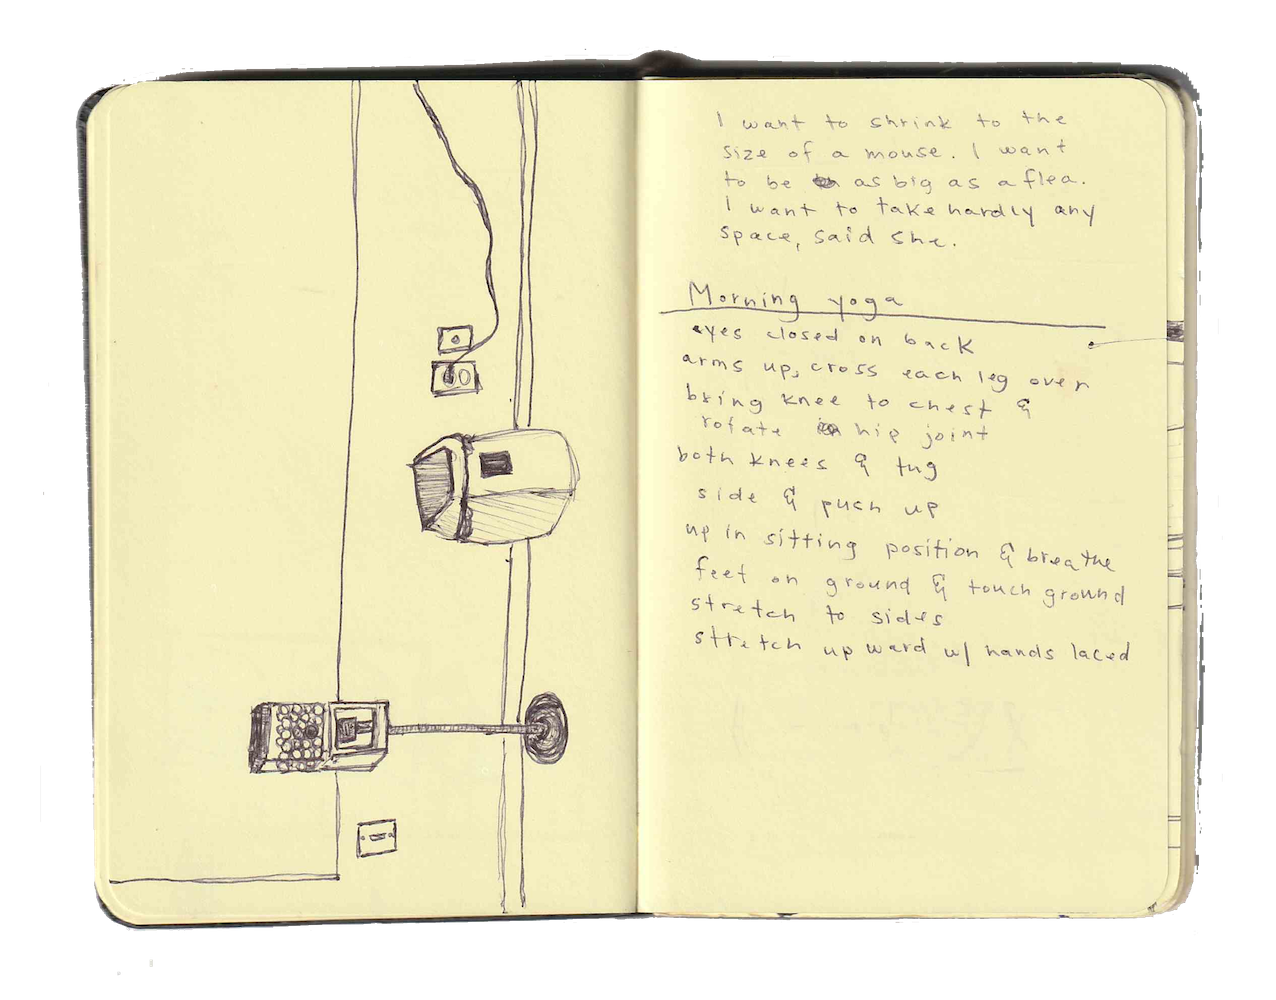 I want to shrink to the
size of a mouse. I want
to be as big as a flea.
I want to take hardly any
space, said she.
Morning yoga
eyes closed on back
arms up, cross each leg over
bring knee to chest &
rotate hip joint
both knees & tug
side & push up
up in sitting position & breathe
feet on ground & touch ground
stretch to sides
stretch upward w/ hands laced